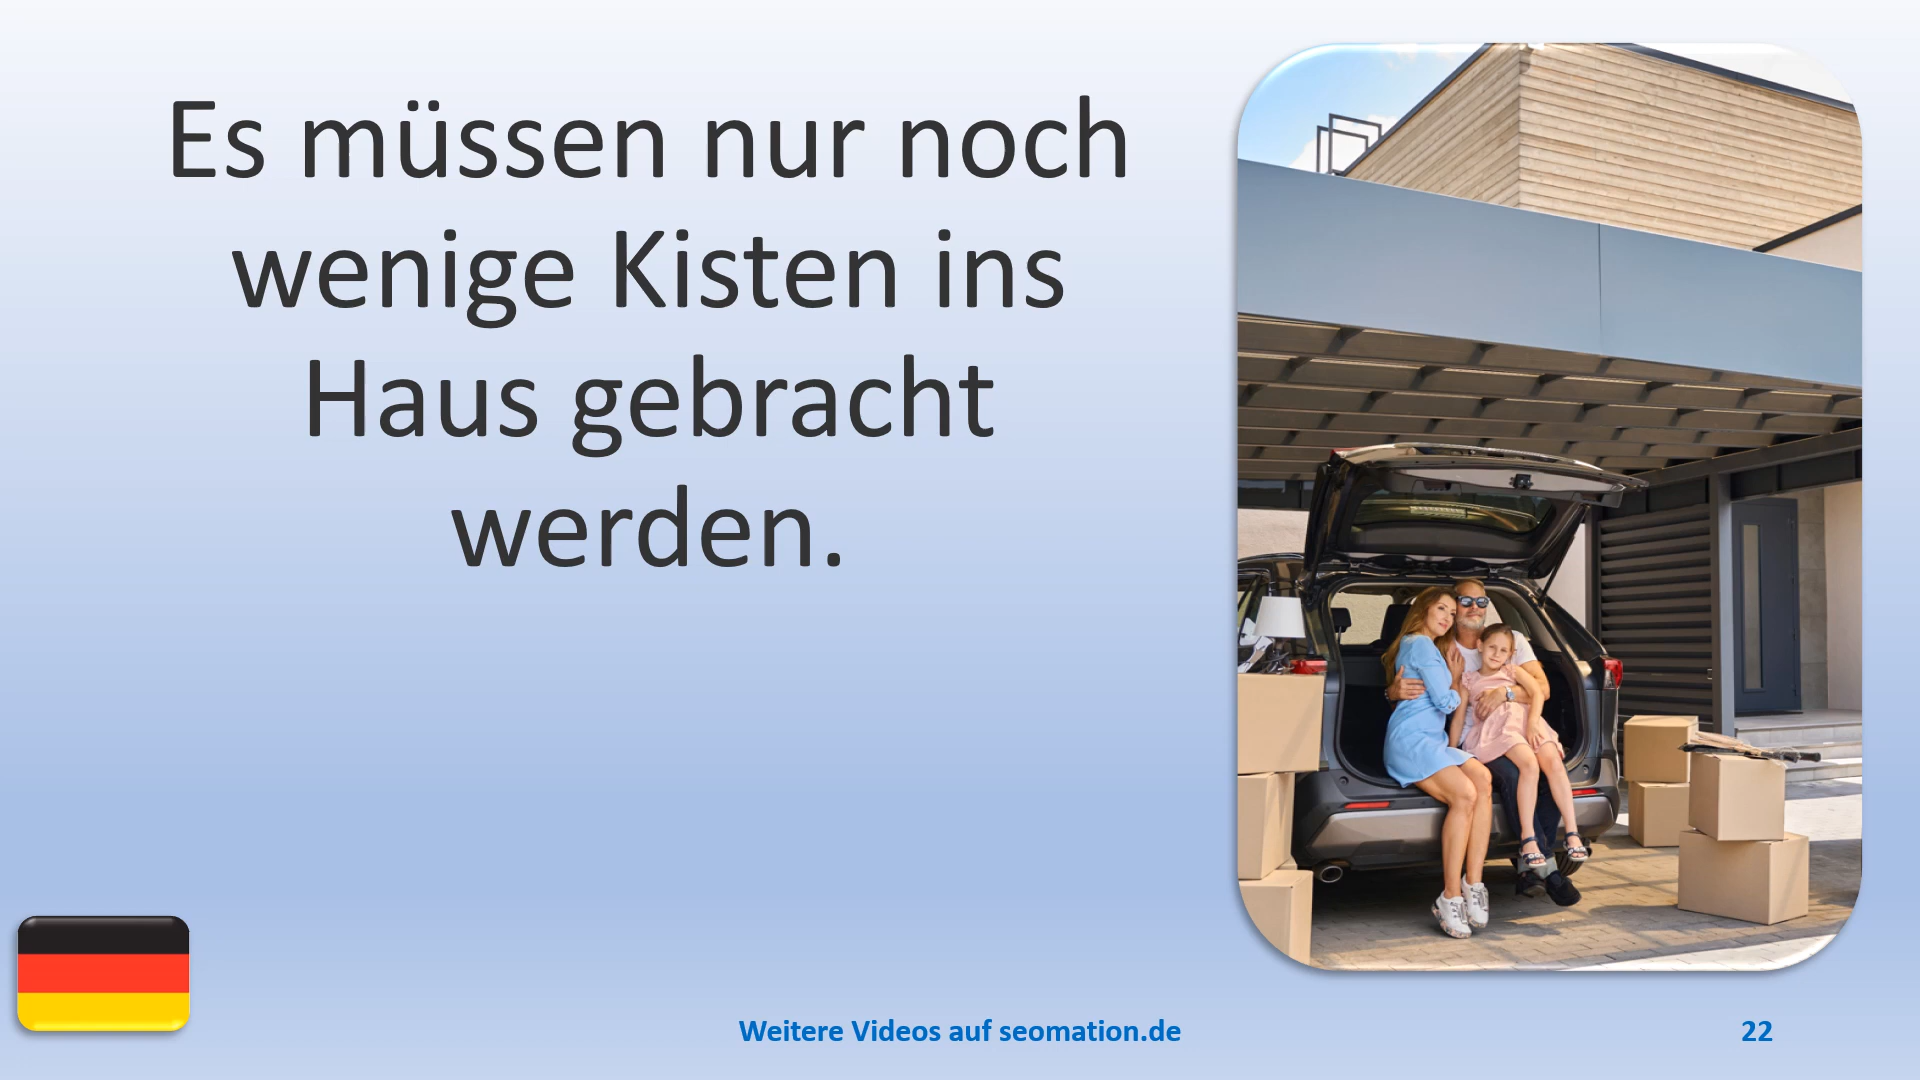 Es müssen nur noch
wenige Kisten ins
Haus gebracht
werden.
Weitere Videos auf seomation.de
22